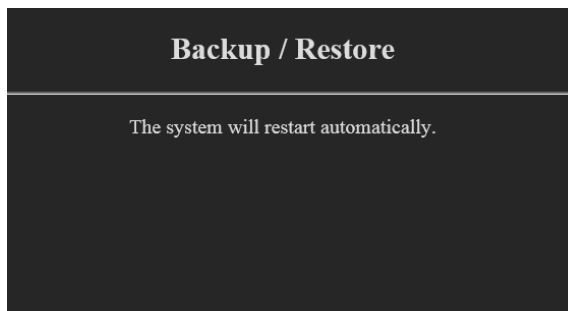 Backup / Restore
The system will restart automatically.